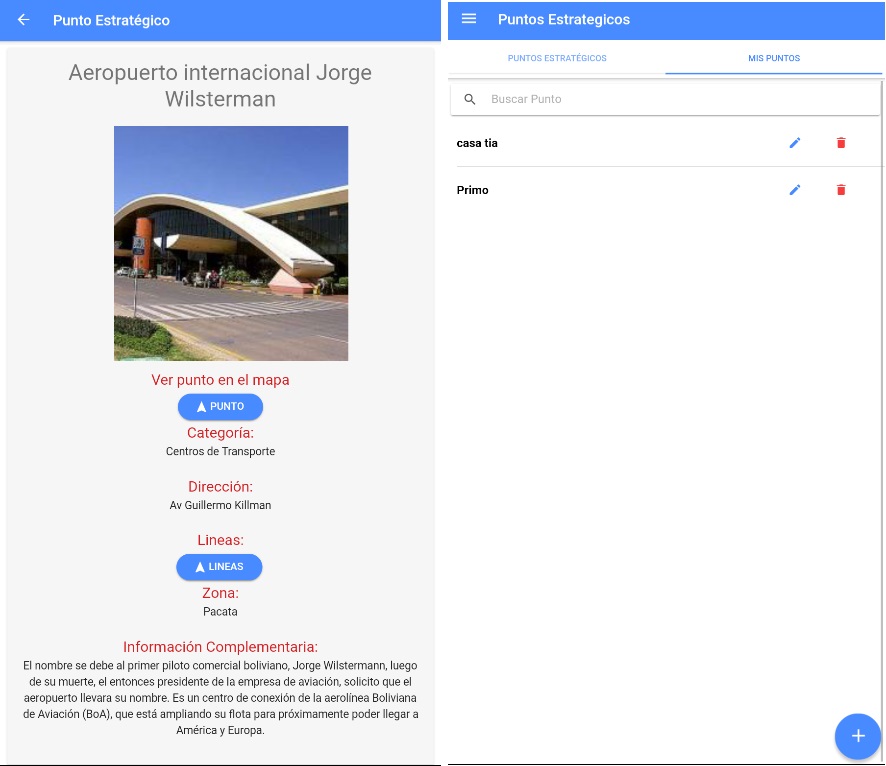 Punto Estratégico
Aeropuerto internacional Jorge
Wilsterman
Ver punto en el mapa
PUNTO
Categoría:
Centros de Transporte
Dirección:
Av Guillermo Killman
Lineas:
LINEAS
Zona:
Pacata
Información Complementaria:
El nombre se debe al primer piloto comercial boliviano, Jorge Wilstermann, luego
de su muerte, el entonces presidente de la empresa de aviación, solicito que el
aeropuerto llevara su nombre. Es un centro de conexión de la aerolínea Boliviana
de Aviación (BoA), que está ampliando su flota para próximamente poder llegar a
América y Europa.
Puntos Estrategicos
PUNTOS ESTRATÉGICOS
MIS PUNTOS
Buscar Punto
casa tia
Primo